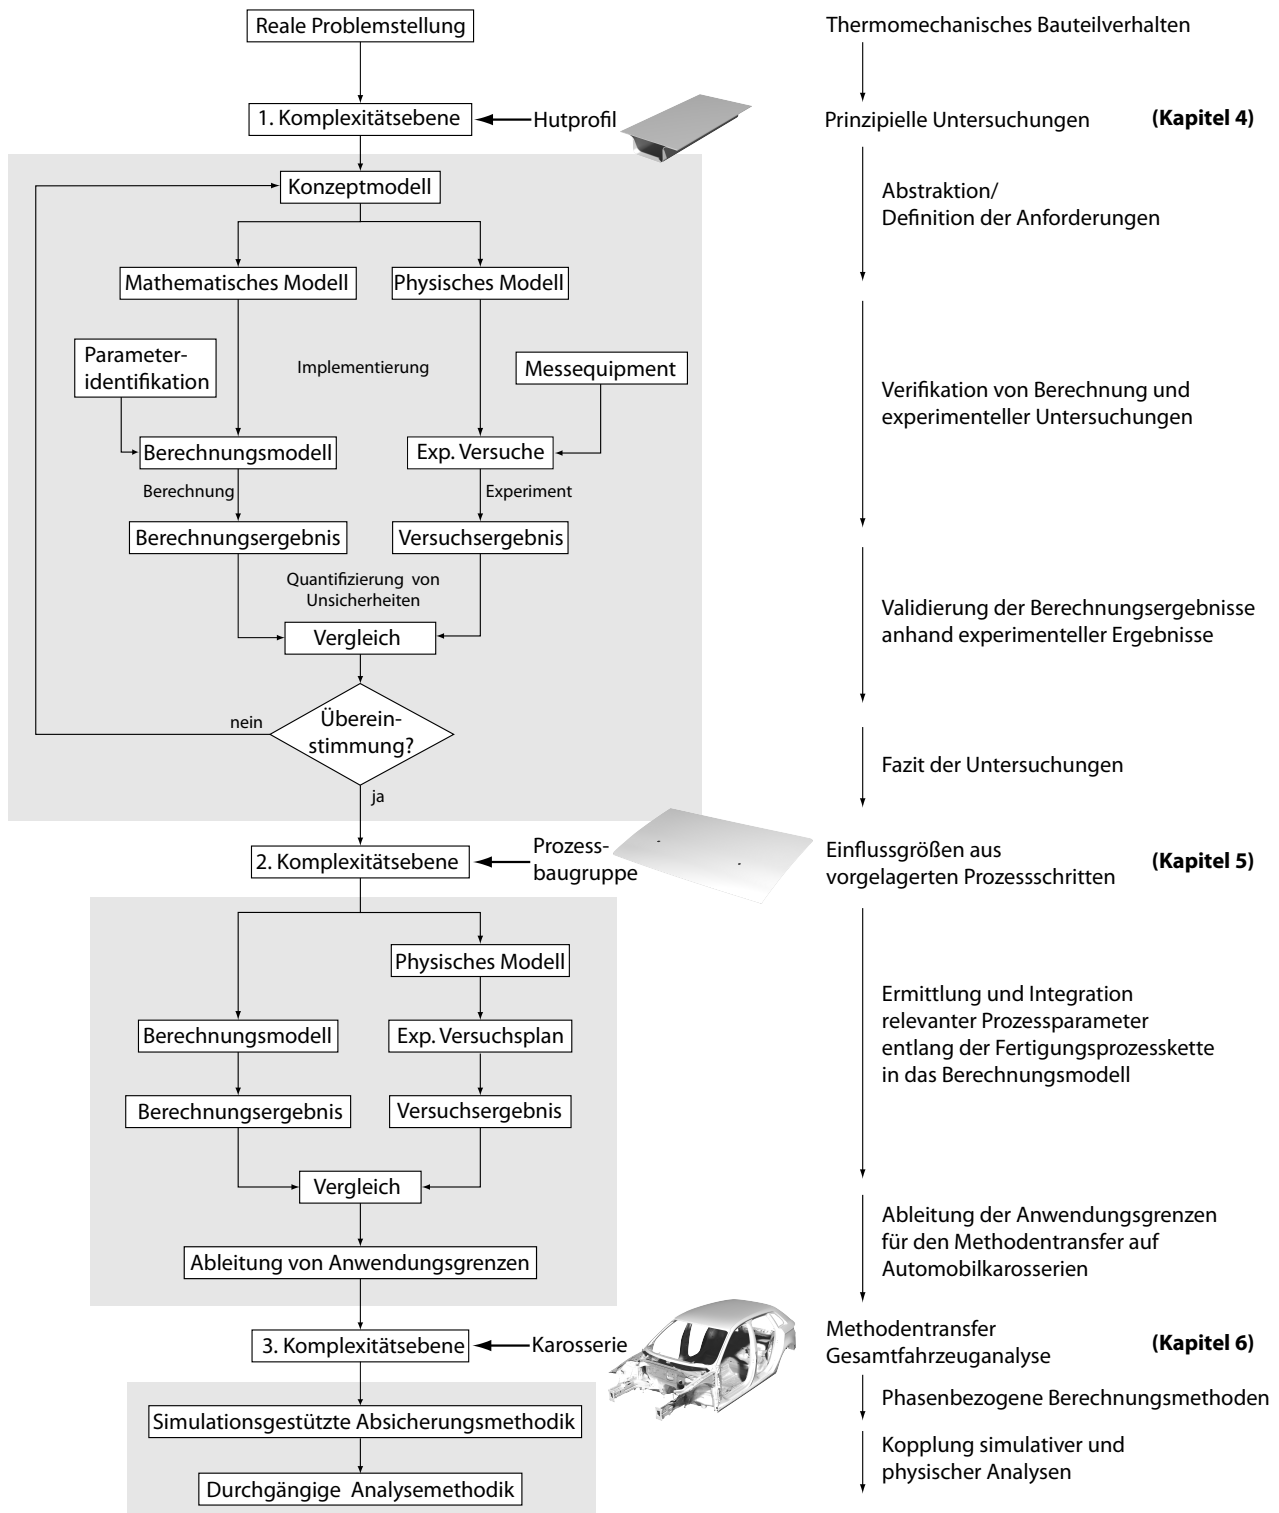 Reale Problemstellung
Thermomechanisches Bauteilverhalten
1. Komplexitätsebene
Hutprofil
Prinzipielle Untersuchungen
(Kapitel 4)
Konzeptmodell
Abstraktion/
Definition der Anforderungen
Mathematisches Modell
Physisches Modell
Parameter-
identifikation
Implementierung
Messequipment
Verifikation von Berechnung und
experimenteller Untersuchungen
Berechnungsmodell
Exp. Versuche
Berechnung
Experiment
Berechnungsergebnis
Versuchsergebnis
Quantifizierung von
Unsicherheiten
Validierung der Berechnungsergebnisse
anhand experimenteller Ergebnisse
Vergleich
nein
Überein-
stimmung?
Fazit der Untersuchungen
ja
2. Komplexitätsebene
Prozess-
baugruppe
Einflussgrößen aus
vorgelagerten Prozessschritten
(Kapitel 5)
Physisches Modell
Ermittlung und Integration
relevanter Prozessparameter
entlang der Fertigungsprozesskette
in das Berechnungsmodell
Berechnungsmodell
Exp. Versuchsplan
Berechnungsergebnis
Versuchsergebnis
Vergleich
Ableitung von Anwendungsgrenzen
Ableitung der Anwendungsgrenzen
für den Methodentransfer auf
Automobilkarosserien
3. Komplexitätsebene
Karosserie
Methodentransfer
Gesamtfahrzeuganalyse
(Kapitel 6)
Phasenbezogene Berechnungsmethoden
Simulationsgestützte Absicherungsmethodik
Kopplung simulativer und
physischer Analysen
Durchgängige Analysemethodik